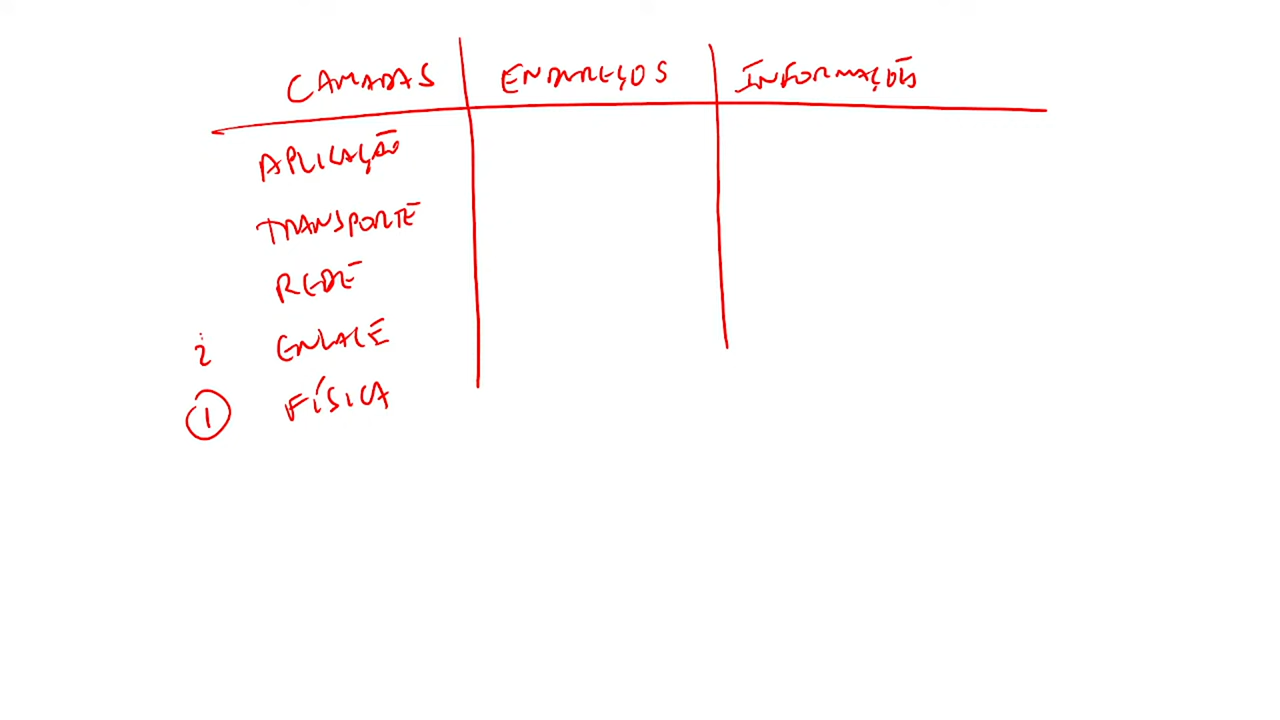 CAMADAS ENDEREÇOS INFORMAÇÕES
APLICAÇÃO
TRANSPORTE
REDE
2 ENLACE
1 FÍSICA